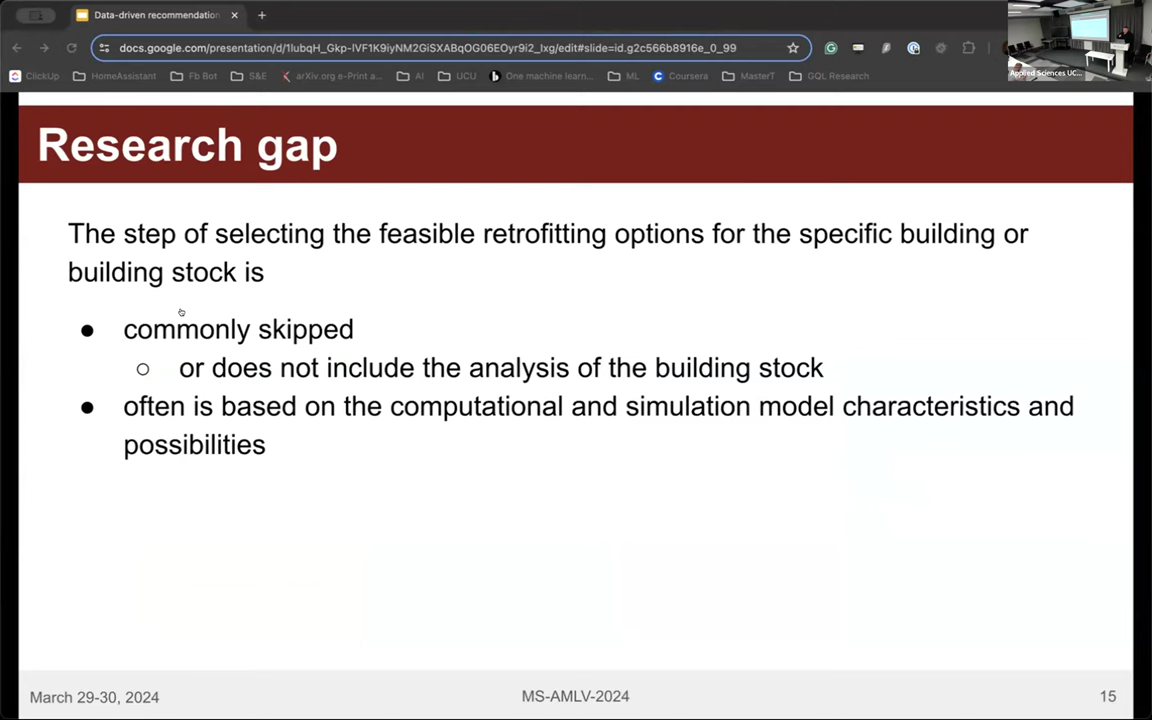 Data-driven recommendation
docs.google.com/presentation/d/1lubqH_Gkp-IVF1K9iyNM2GiSXABqOG06EOyr9i2_lxg/edit#slide=id.g2c566b8916e_0_99
ClickUp HomeAssistant Fb Bot S&E arXiv.org e-Print a... AI UCU One machine learn... ML Coursera MasterT GQL Research
Applied Sciences UC...
Research gap
The step of selecting the feasible retrofitting options for the specific building or
building stock is
● commonly skipped
○ or does not include the analysis of the building stock
● often is based on the computational and simulation model characteristics and
possibilities
March 29-30, 2024 MS-AMLV-2024 15